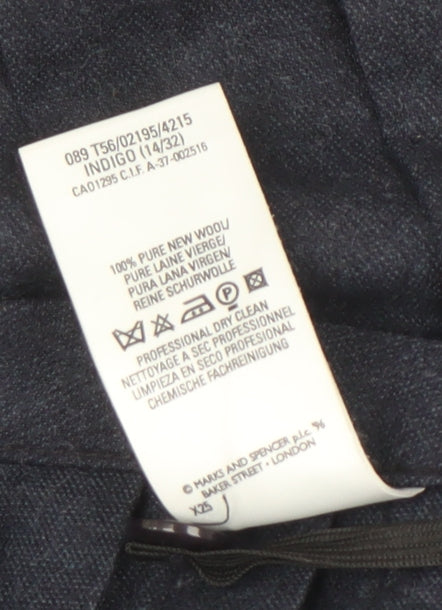 089 T56/02195/4215
INDIGO (14/32)
CA01295 C.I.F. A-37-002516
100% PURE NEW WOOL/
PURE LAINE VIERGE/
PURA LANA VIRGEN/
REINE SCHURWOLLE
P
PROFESSIONAL DRY CLEAN
NETTOYAGE A SEC PROFESSIONNEL
LIMPIEZA EN SECO PROFESIONAL
CHEMISCHE FACHREINIGUNG
© MARKS AND SPENCER p.l.c. '96
BAKER STREET • LONDON
X25